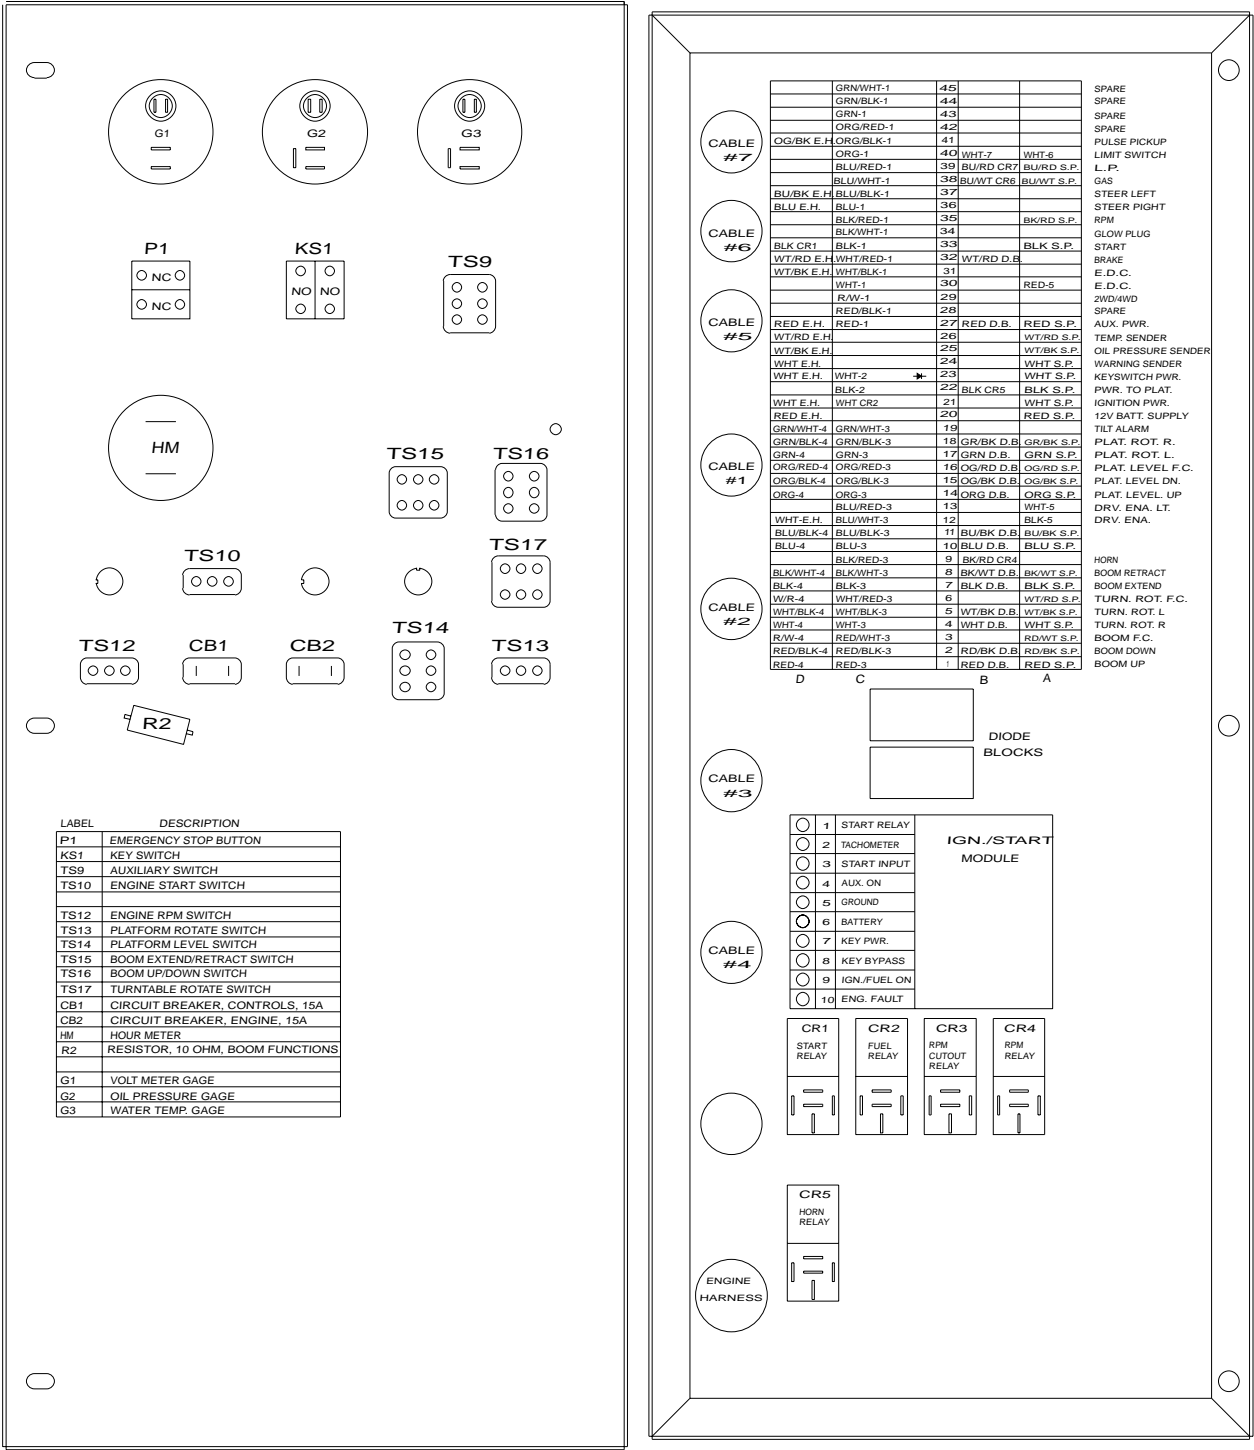 G1
G2
G3
P1
KS1
TS9
NC
NC
NO NO
HM
TS15
TS16
TS10
TS17
TS14
TS12
CB1
CB2
TS13
R2
LABEL DESCRIPTION
P1 EMERGENCY STOP BUTTON
KS1 KEY SWITCH
TS9 AUXILIARY SWITCH
TS10 ENGINE START SWITCH
TS12 ENGINE RPM SWITCH
TS13 PLATFORM ROTATE SWITCH
TS14 PLATFORM LEVEL SWITCH
TS15 BOOM EXTEND/RETRACT SWITCH
TS16 BOOM UP/DOWN SWITCH
TS17 TURNTABLE ROTATE SWITCH
CB1 CIRCUIT BREAKER, CONTROLS, 15A
CB2 CIRCUIT BREAKER, ENGINE, 15A
HM HOUR METER
R2 RESISTOR, 10 OHM, BOOM FUNCTIONS
G1 VOLT METER GAGE
G2 OIL PRESSURE GAGE
G3 WATER TEMP. GAGE
CABLE
#7
CABLE
#6
CABLE
#5
CABLE
#1
CABLE
#2
CABLE
#3
CABLE
#4
ENGINE
HARNESS
GRN/WHT-1 45 SPARE
GRN/BLK-1 44 SPARE
GRN-1 43 SPARE
ORG/RED-1 42 SPARE
OG/BK E.H. ORG/BLK-1 41 PULSE PICKUP
ORG-1 40 WHT-7 WHT-6 LIMIT SWITCH
BLU/RED-1 39 BU/RD CR7 BU/RD S.P. L.P.
BLU/WHT-1 38 BU/WT CR6 BU/WT S.P. GAS
BU/BK E.H. BLU/BLK-1 37 STEER LEFT
BLU E.H. BLU-1 36 STEER PIGHT
BLK/RED-1 35 BK/RD S.P. RPM
BLK/WHT-1 34 GLOW PLUG
BLK CR1 BLK-1 33 BLK S.P. START
WT/RD E.H. WHT/RED-1 32 WT/RD D.B. BRAKE
WT/BK E.H. WHT/BLK-1 31 E.D.C.
WHT-1 30 RED-5 E.D.C.
R/W-1 29 2WD/4WD
RED/BLK-1 28 SPARE
RED E.H. RED-1 27 RED D.B. RED S.P. AUX. PWR.
WT/RD E.H. 26 WT/RD S.P. TEMP. SENDER
WT/BK E.H. 25 WT/BK S.P. OIL PRESSURE SENDER
WHT E.H. 24 WHT S.P. WARNING SENDER
WHT E.H. WHT-2 23 WHT S.P. KEYSWITCH PWR.
BLK-2 22 BLK CR5 BLK S.P. PWR. TO PLAT.
WHT E.H. WHT CR2 21 WHT S.P. IGNITION PWR.
RED E.H. 20 RED S.P. 12V BATT. SUPPLY
GRN/WHT-4 GRN/WHT-3 19 TILT ALARM
GRN/BLK-4 GRN/BLK-3 18 GR/BK D.B. GR/BK S.P. PLAT. ROT. R.
GRN-4 GRN-3 17 GRN D.B. GRN S.P. PLAT. ROT. L.
ORG/RED-4 ORG/RED-3 16 OG/RD D.B. OG/RD S.P. PLAT. LEVEL F.C.
ORG/BLK-4 ORG/BLK-3 15 OG/BK D.B. OG/BK S.P. PLAT. LEVEL DN.
ORG-4 ORG-3 14 ORG D.B. ORG S.P. PLAT. LEVEL. UP
BLU/RED-3 13 WHT-5 DRV. ENA. LT.
WHT-E.H. BLU/WHT-3 12 BLK-5 DRV. ENA.
BLU/BLK-4 BLU/BLK-3 11 BU/BK D.B. BU/BK S.P.
BLU-4 BLU-3 10 BLU D.B. BLU S.P.
BLK/RED-3 9 BK/RD CR4 HORN
BLK/WHT-4 BLK/WHT-3 8 BK/WT D.B. BK/WT S.P. BOOM RETRACT
BLK-4 BLK-3 7 BLK D.B. BLK S.P. BOOM EXTEND
W/R-4 WHT/RED-3 6 WT/RD S.P. TURN. ROT. F.C.
WHT/BLK-4 WHT/BLK-3 5 WT/BK D.B. WT/BK S.P. TURN. ROT. L
WHT-4 WHT-3 4 WHT D.B. WHT S.P. TURN. ROT. R
R/W-4 RED/WHT-3 3 RD/WT S.P. BOOM F.C.
RED/BLK-4 RED/BLK-3 2 RD/BK D.B. RD/BK S.P. BOOM DOWN
RED-4 RED-3 1 RED D.B. RED S.P. BOOM UP
D C B A
DIODE
BLOCKS
1 START RELAY
2 TACHOMETER
3 START INPUT
4 AUX. ON
5 GROUND
6 BATTERY
7 KEY PWR.
8 KEY BYPASS
9 IGN./FUEL ON
10 ENG. FAULT
IGN./START
MODULE
CR1
START
RELAY
CR2
FUEL
RELAY
CR3
RPM
CUTOUT
RELAY
CR4
RPM
RELAY
CR5
HORN
RELAY